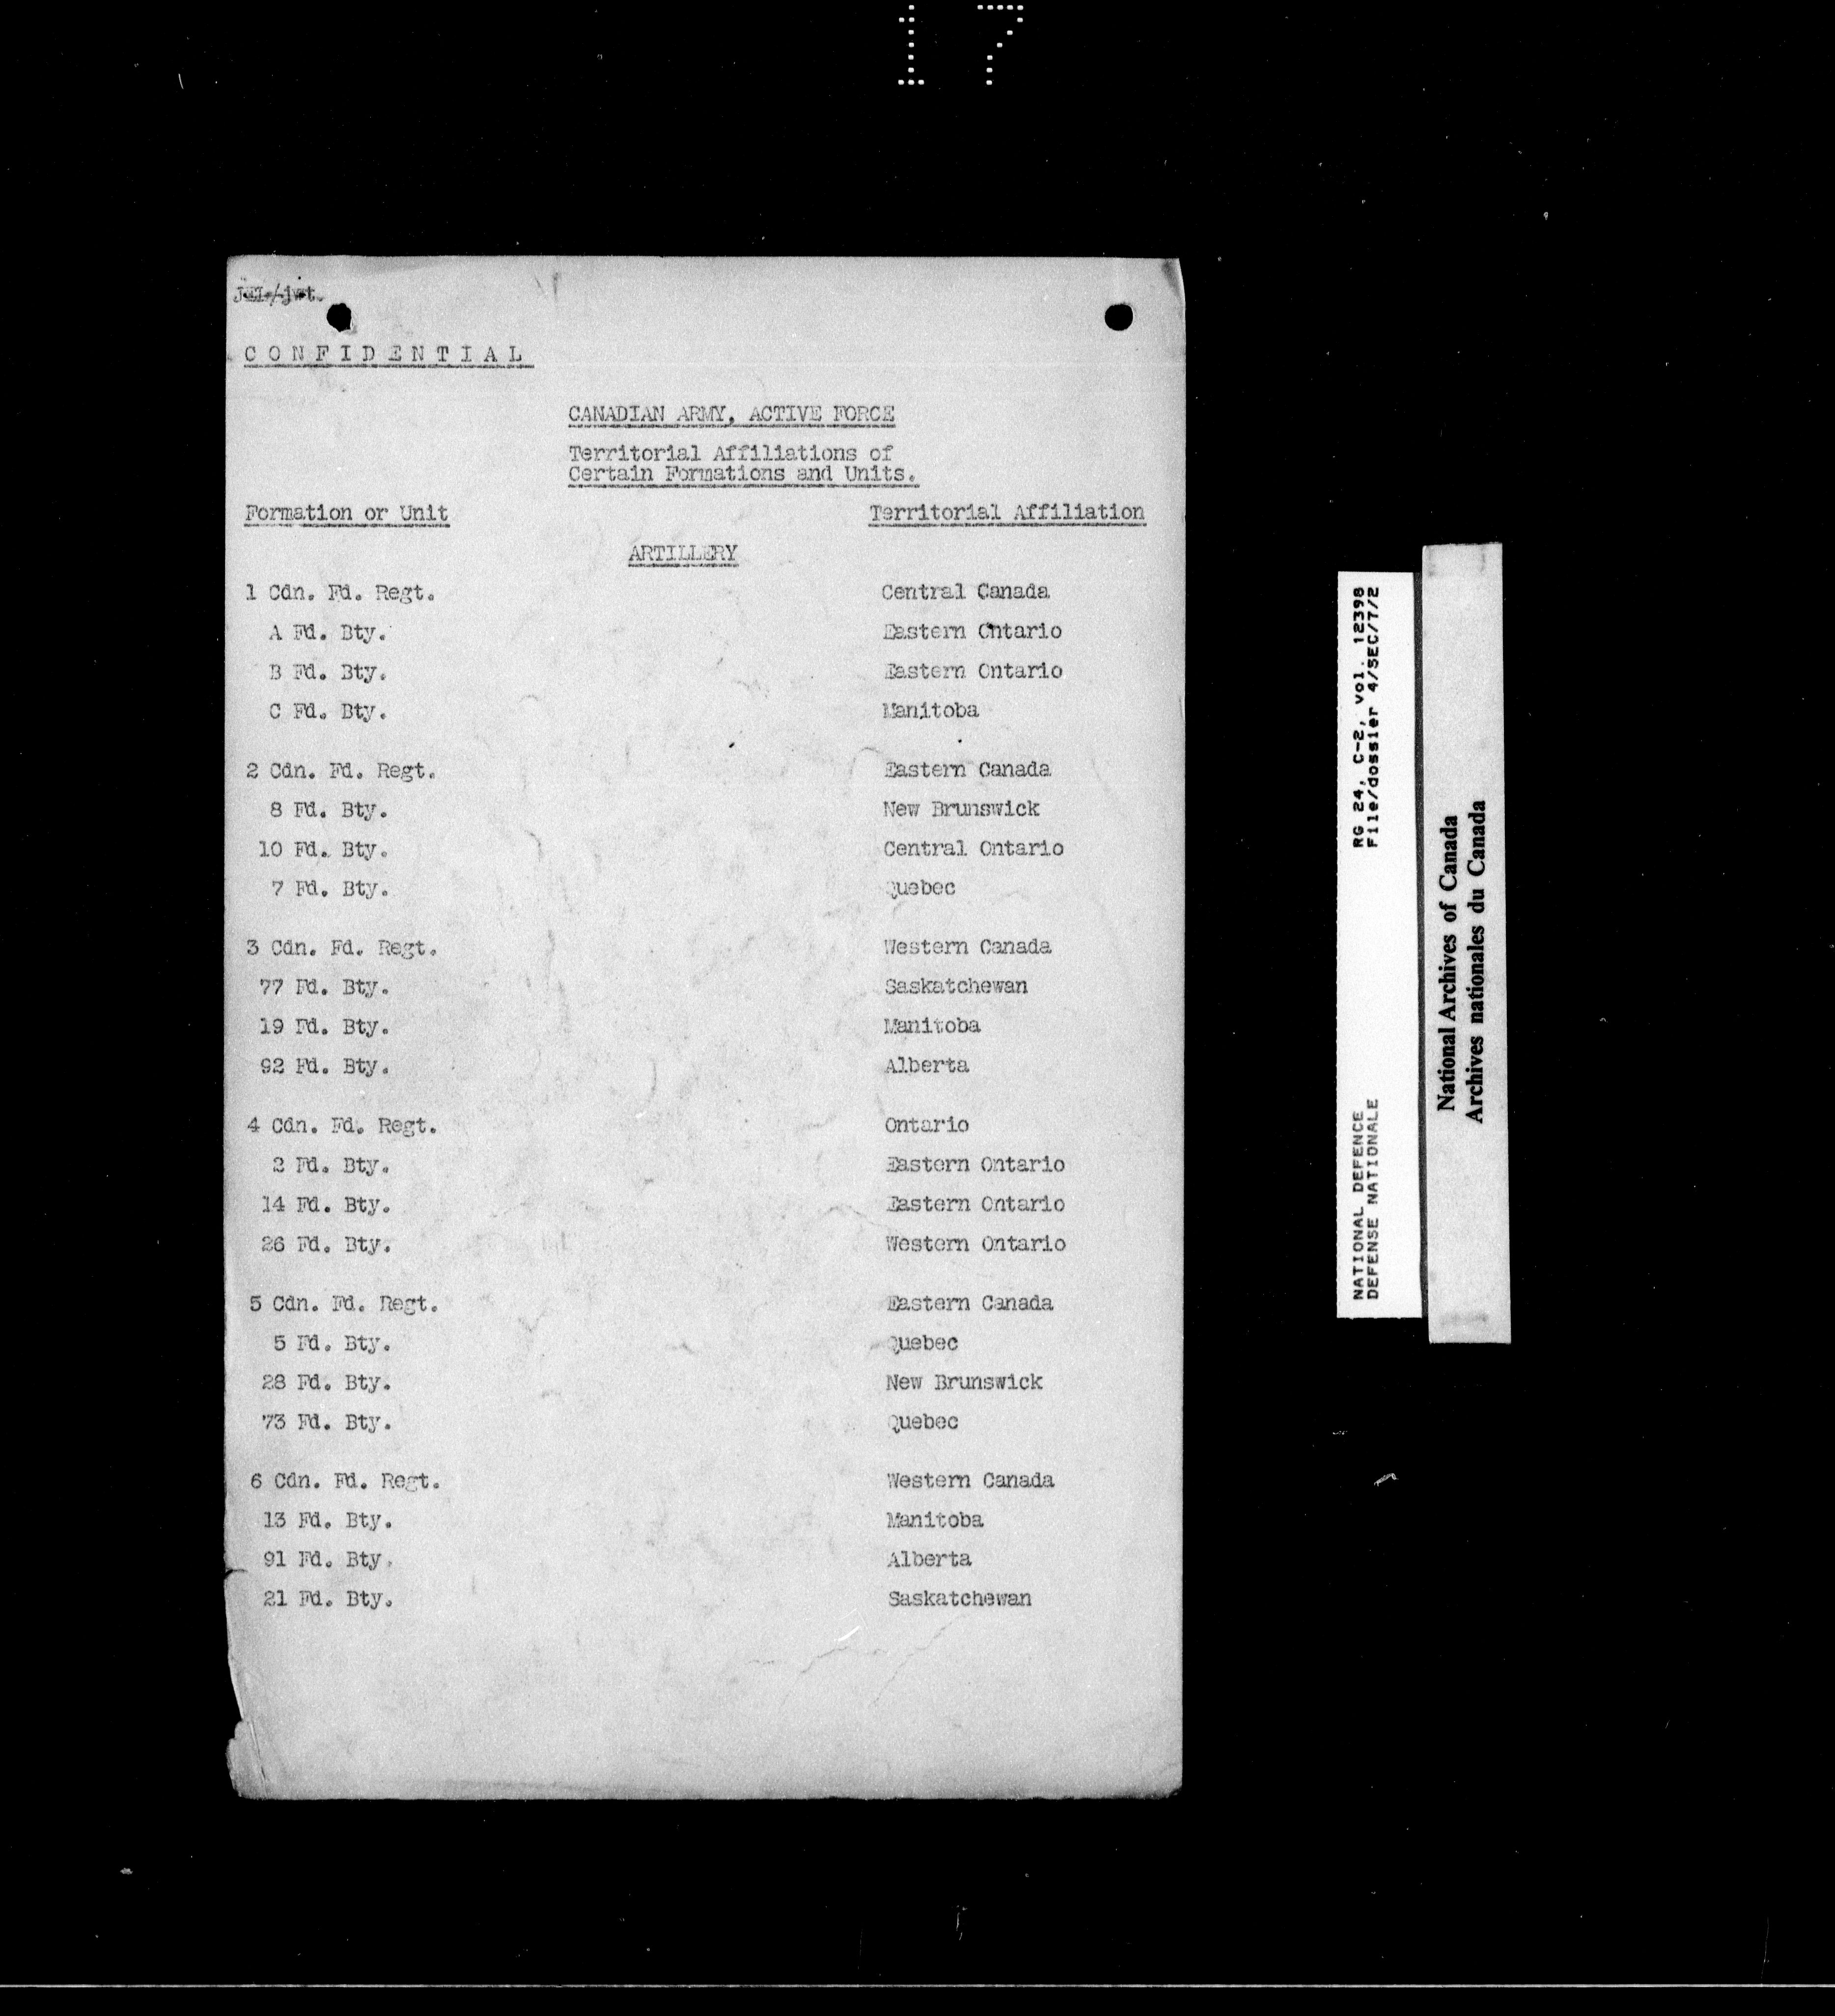 17
CONFIDENTIAL
CANADIAN ARMY, ACTIVE FORCE
Territorial Affiliations of
Certain Formations and Units.
Formation or Unit Territorial Affiliation
ARTILLERY
1 Cdn. Fd. Regt. Central Canada
A Fd. Bty. Eastern Ontario
B Fd. Bty. Eastern Ontario
C Fd. Bty. Manitoba
2 Cdn. Fd. Regt. Eastern Canada
8 Fd. Bty. New Brunswick
10 Fd. Bty. Central Ontario
7 Fd. Bty. Quebec
3 Cdn. Fd. Regt. Western Canada
77 Fd. Bty. Saskatchewan
19 Fd. Bty. Manitoba
92 Fd. Bty. Alberta
4 Cdn. Fd. Regt. Ontario
2 Fd. Bty. Eastern Ontario
14 Fd. Bty. Eastern Ontario
26 Fd. Bty. Western Ontario
5 Cdn. Fd. Regt. Eastern Canada
5 Fd. Bty. Quebec
28 Fd. Bty. New Brunswick
73 Fd. Bty. Quebec
6 Cdn. Fd. Regt. Western Canada
13 Fd. Bty. Manitoba
91 Fd. Bty. Alberta
21 Fd. Bty. Saskatchewan
NATIONAL DEFENCE RG 24, C-2, vol. 12398
DEFENSE NATIONALE File/dossier 4/SEC/7/2
National Archives of Canada
Archives nationales du Canada